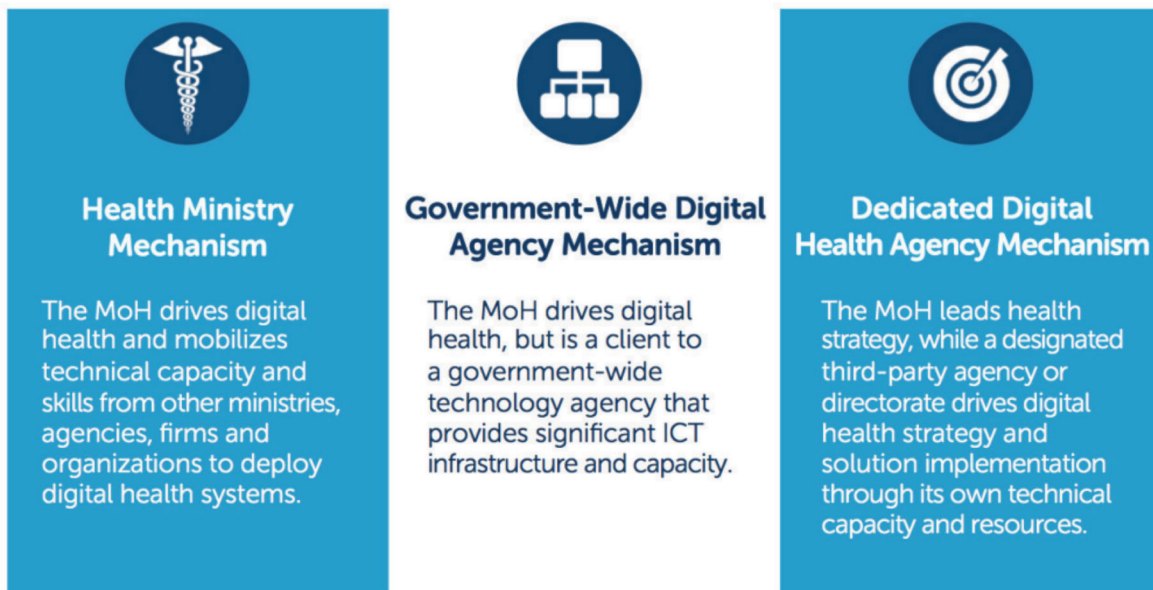 Health Ministry
Mechanism
The MoH drives digital
health and mobilizes
technical capacity and
skills from other ministries,
agencies, firms and
organizations to deploy
digital health systems.
Government-Wide Digital
Agency Mechanism
The MoH drives digital
health, but is a client to
a government-wide
technology agency that
provides significant ICT
infrastructure and capacity.
Dedicated Digital
Health Agency Mechanism
The MoH leads health
strategy, while a designated
third-party agency or
directorate drives digital
health strategy and
solution implementation
through its own technical
capacity and resources.